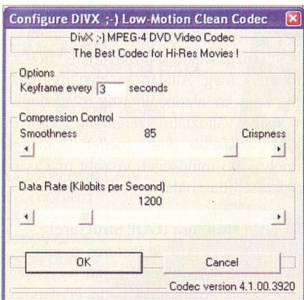 Configure DIVX ;-) Low-Motion Clean Codec
DivX ;-) MPEG-4 DVD Video Codec
The Best Codec for Hi-Res Movies !
Options
Keyframe every 3 seconds
Compression Control
Smoothness 85 Crispness
Data Rate (Kilobits per Second)
1200
OK Cancel
Codec version 4.1.00.3920